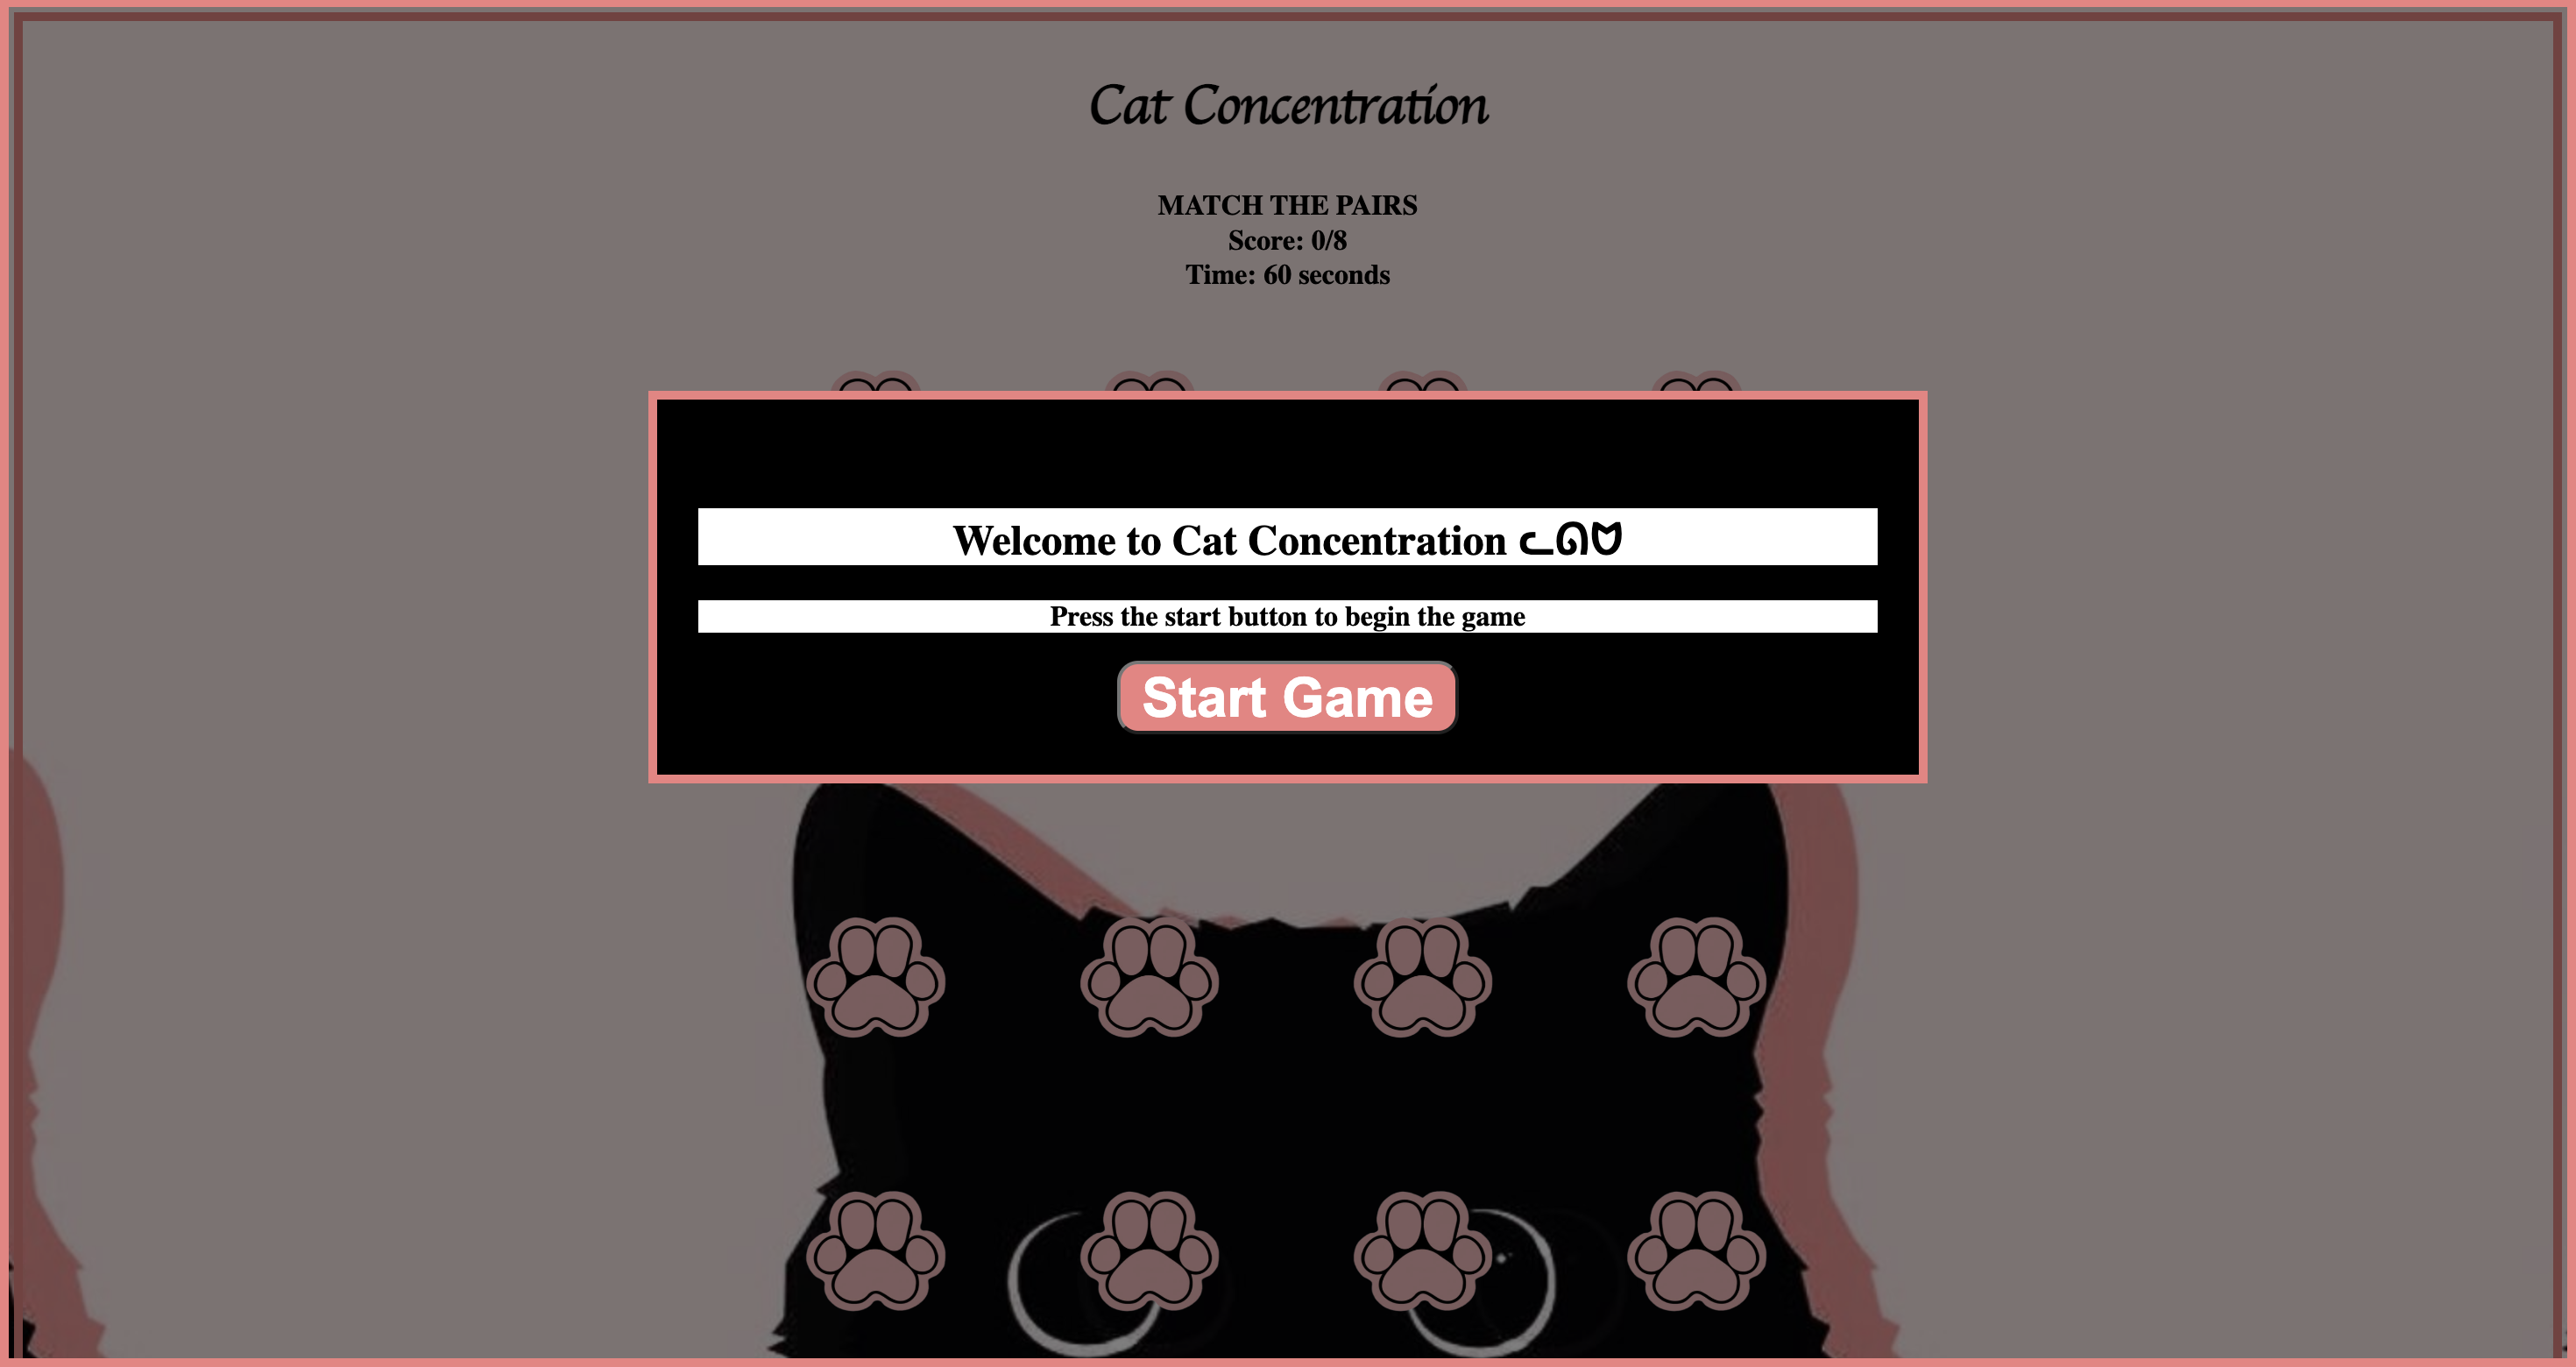 Cat Concentration
MATCH THE PAIRS
Score: 0/8
Time: 60 seconds
Welcome to Cat Concentration ᓚᘏᗢ
Press the start button to begin the game
Start Game